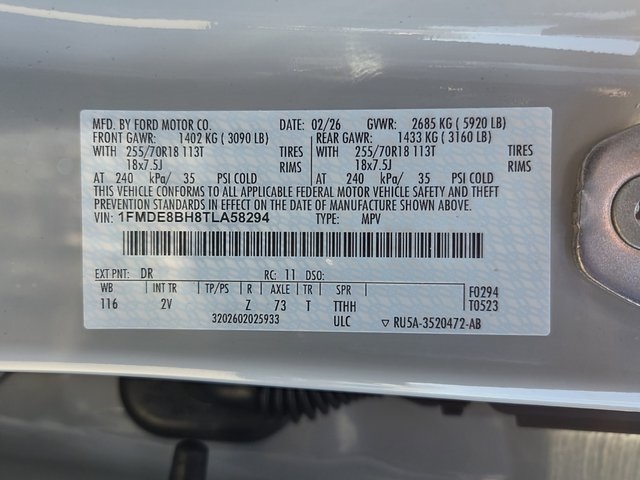 MFD. BY FORD MOTOR CO. DATE: 02/26 GVWR: 2685 KG ( 5920 LB)
FRONT GAWR: 1402 KG ( 3090 LB) REAR GAWR: 1433 KG ( 3160 LB)
WITH 255/70R18 113T TIRES WITH 255/70R18 113T TIRES
18x7.5J RIMS 18x7.5J RIMS
AT 240 kPa/ 35 PSI COLD AT 240 kPa/ 35 PSI COLD
THIS VEHICLE CONFORMS TO ALL APPLICABLE FEDERAL MOTOR VEHICLE SAFETY AND THEFT
PREVENTION STANDARDS IN EFFECT ON THE DATE OF MANUFACTURE SHOWN ABOVE.
VIN: 1FMDE8BH8TLA58294 TYPE: MPV
EXT PNT: DR RC: 11 DSO:
WB INT TR TP/PS R AXLE TR SPR F0294
116 2V Z 73 T TTHH T0523
3202602025933 ULC ▽ RU5A-3520472-AB